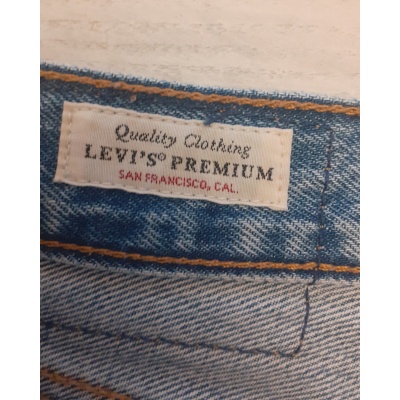 Quality Clothing
LEVI'S® PREMIUM
SAN FRANCISCO, CAL.